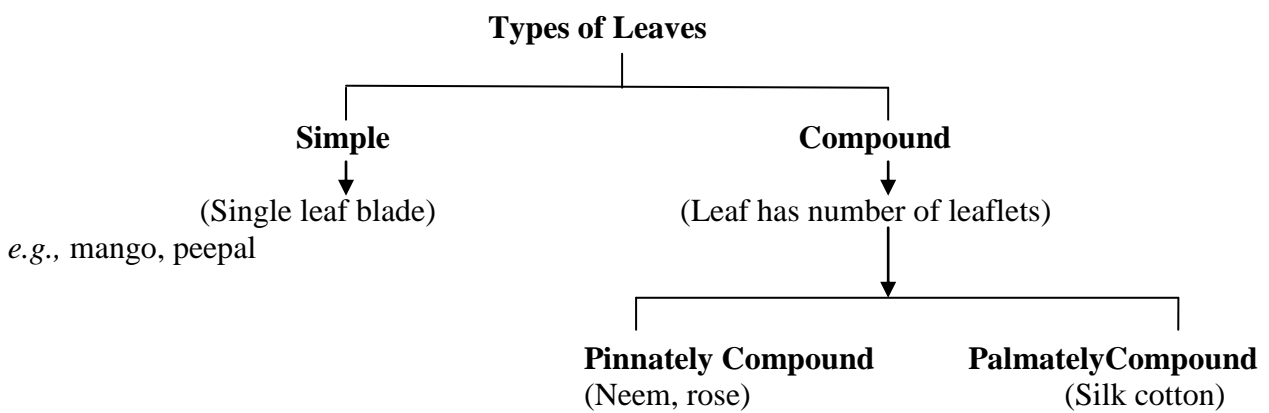 Types of Leaves
Simple
Compound
(Single leaf blade)
(Leaf has number of leaflets)
e.g., mango, peepal
Pinnately Compound
PalmatelyCompound
(Neem, rose)
(Silk cotton)